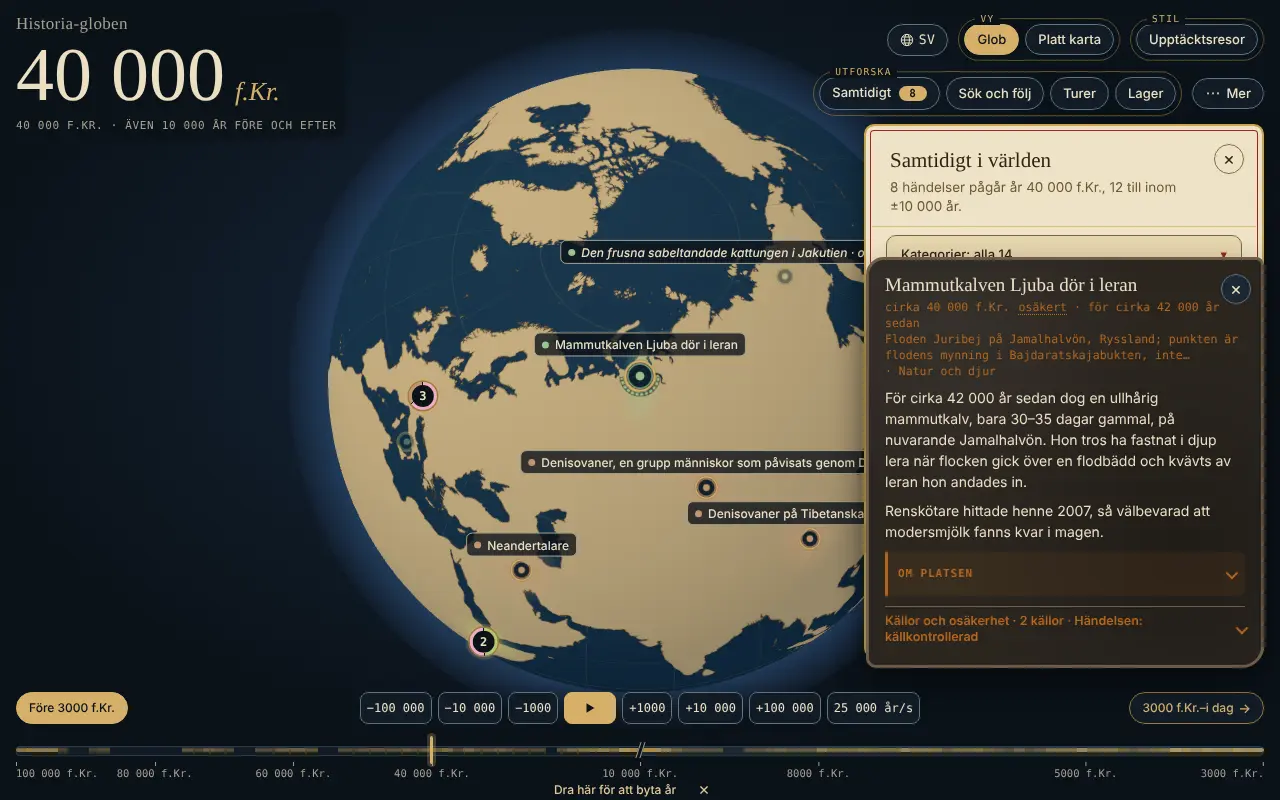 Historia-globen
40 000 f.Kr.
40 000 F.KR. · ÄVEN 10 000 ÅR FÖRE OCH EFTER
SV
VY
Glob
Platt karta
STIL
Upptäcktsresor
UTFORSKA
Samtidigt 8
Sök och följ
Turer
Lager
··· Mer
Samtidigt i världen
8 händelser pågår år 40 000 f.Kr., 12 till inom
±10 000 år.
Kategorier: alla 14
Den frusna sabeltandade kattungen i Jakutien ·
Mammutkalven Ljuba dör i leran
3
Denisovaner, en grupp människor som påvisats genom
Denisovaner på Tibetanska
Neandertalare
2
Mammutkalven Ljuba dör i leran
cirka 40 000 f.Kr. osäkert · för cirka 42 000 år
sedan
Floden Juribej på Jamalhalvön, Ryssland; punkten är
flodens mynning i Bajdaratskajabukten, inte…
· Natur och djur
För cirka 42 000 år sedan dog en ullhårig
mammutkalv, bara 30–35 dagar gammal, på
nuvarande Jamalhalvön. Hon tros ha fastnat i djup
lera när flocken gick över en flodbädd och kvävts av
leran hon andades in.
Renskötare hittade henne 2007, så välbevarad att
modersmjölk fanns kvar i magen.
OM PLATSEN
Källor och osäkerhet · 2 källor · Händelsen:
källkontrollerad
Före 3000 f.Kr.
−100 000
−10 000
−1000
+1000
+10 000
+100 000
25 000 år/s
3000 f.Kr.–i dag →
100 000 f.Kr.
80 000 f.Kr.
60 000 f.Kr.
40 000 f.Kr.
10 000 f.Kr.
8000 f.Kr.
5000 f.Kr.
3000 f.Kr.
Dra här för att byta år ×